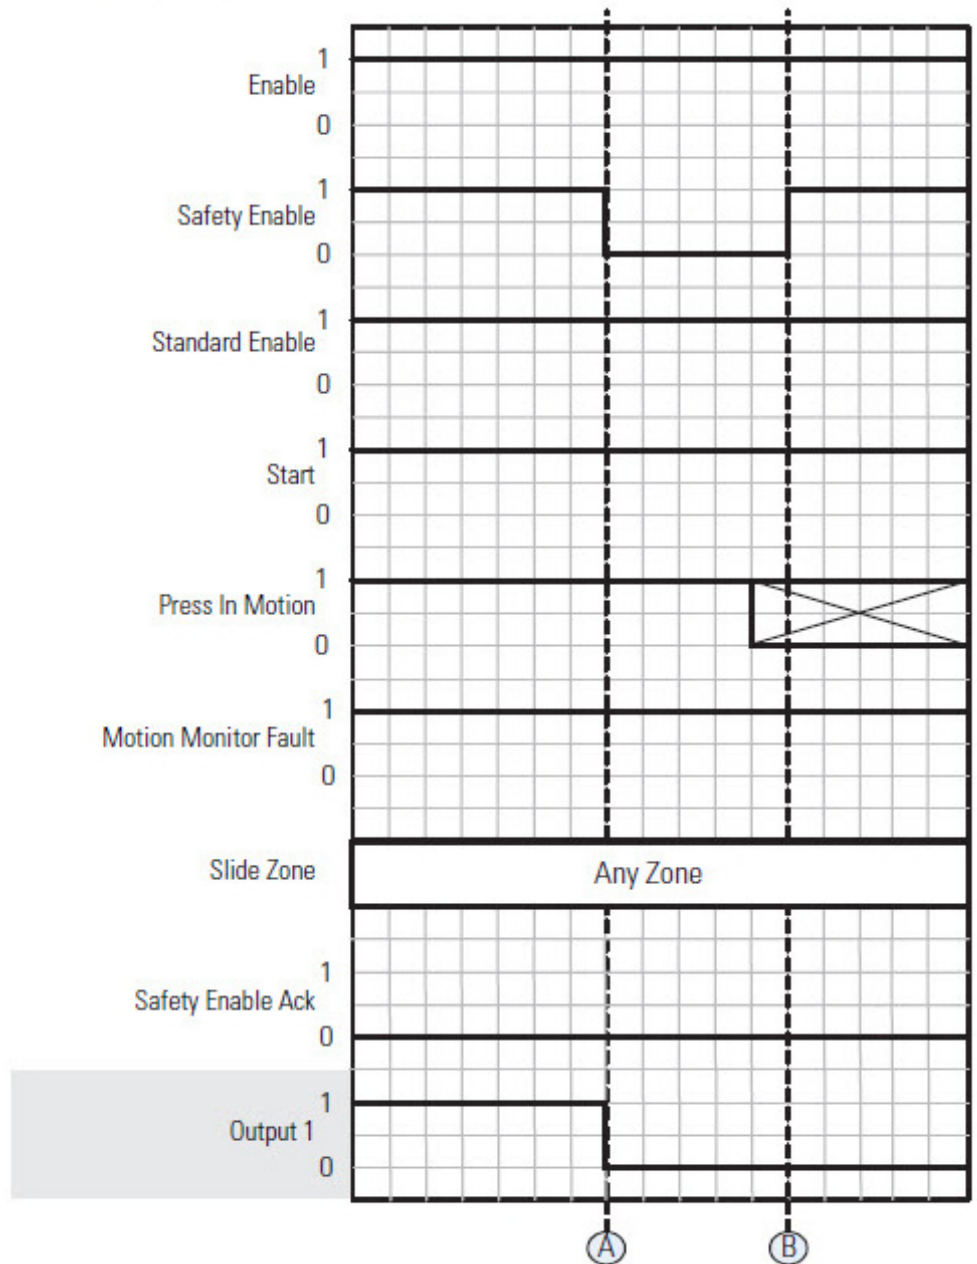 1
Enable
0
1
Safety Enable
0
1
Standard Enable
0
1
Start
0
1
Press In Motion
0
1
Motion Monitor Fault
0
Slide Zone
Any Zone
1
Safety Enable Ack
0
1
Output 1
0
A
B